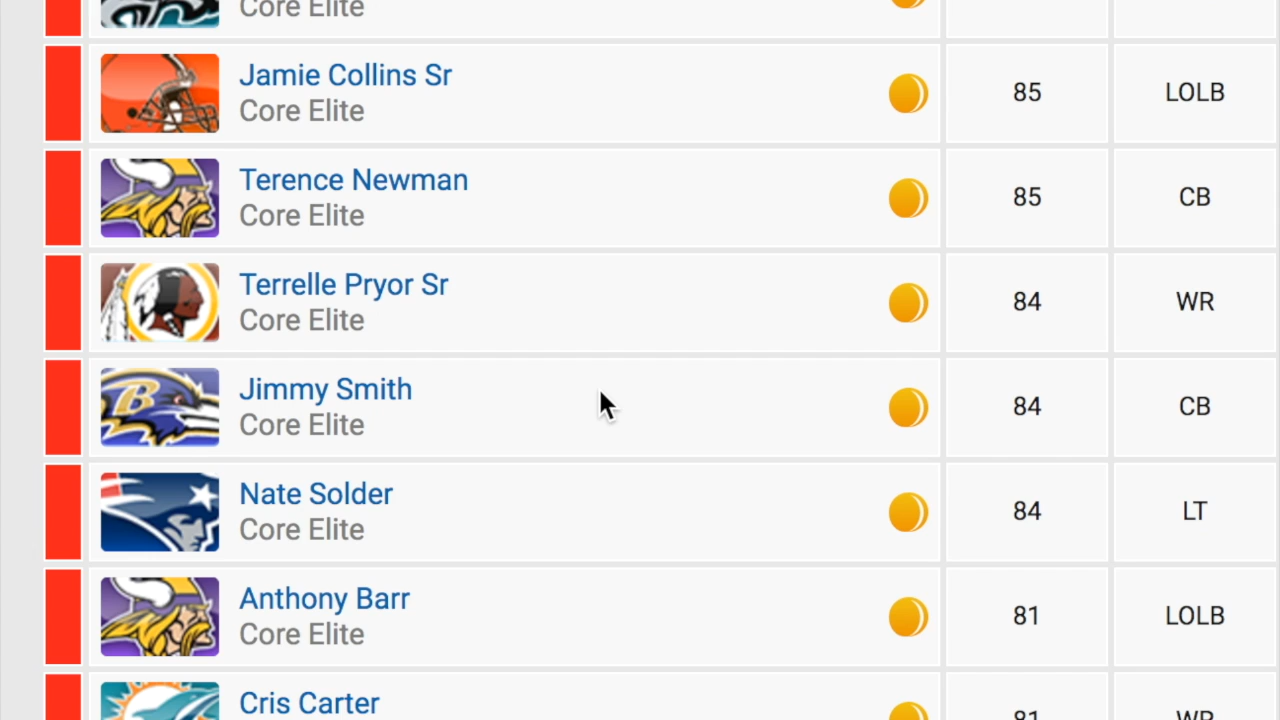 Core Elite
Jamie Collins Sr
Core Elite
85
LOLB
Terence Newman
Core Elite
85
CB
Terrelle Pryor Sr
Core Elite
84
WR
B
Jimmy Smith
Core Elite
84
CB
Nate Solder
Core Elite
84
LT
Anthony Barr
Core Elite
81
LOLB
Cris Carter
81
WR